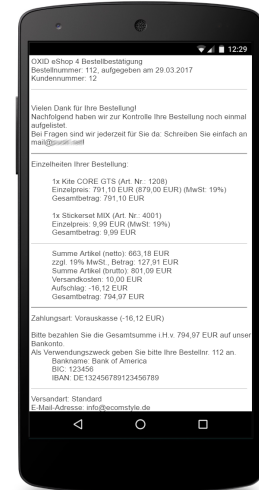 12:29
OXID eShop 4 Bestellbestätigung
Bestellnummer: 112, aufgegeben am 29.03.2017
Kundennummer: 12
Vielen Dank für Ihre Bestellung!
Nachfolgend haben wir zur Kontrolle Ihre Bestellung noch einmal
aufgelistet.
Bei Fragen sind wir jederzeit für Sie da: Schreiben Sie einfach an
mail@
Einzelheiten Ihrer Bestellung:
1x Kite CORE GTS (Art. Nr.: 1208)
Einzelpreis: 791,10 EUR (879,00 EUR) (MwSt: 19%)
Gesamtbetrag: 791,10 EUR
1x Stickerset MIX (Art. Nr.: 4001)
Einzelpreis: 9,99 EUR (MwSt: 19%)
Gesamtbetrag: 9,99 EUR
Summe Artikel (netto): 663,18 EUR
zzgl. 19% MwSt., Betrag: 127,91 EUR
Summe Artikel (brutto): 801,09 EUR
Versandkosten: 10,00 EUR
Aufschlag: -16,12 EUR
Gesamtbetrag: 794,97 EUR
Zahlungsart: Vorauskasse (-16,12 EUR)
Bitte bezahlen Sie die Gesamtsumme i.H.v. 794,97 EUR auf unser
Bankonto.
Als Verwendungszweck geben Sie bitte Ihre Bestellnr. 112 an.
Bankname: Bank of America
BIC: 123456
IBAN: DE132456789123456789
Versandart: Standard
E-Mail-Adresse: info@ecomstyle.de